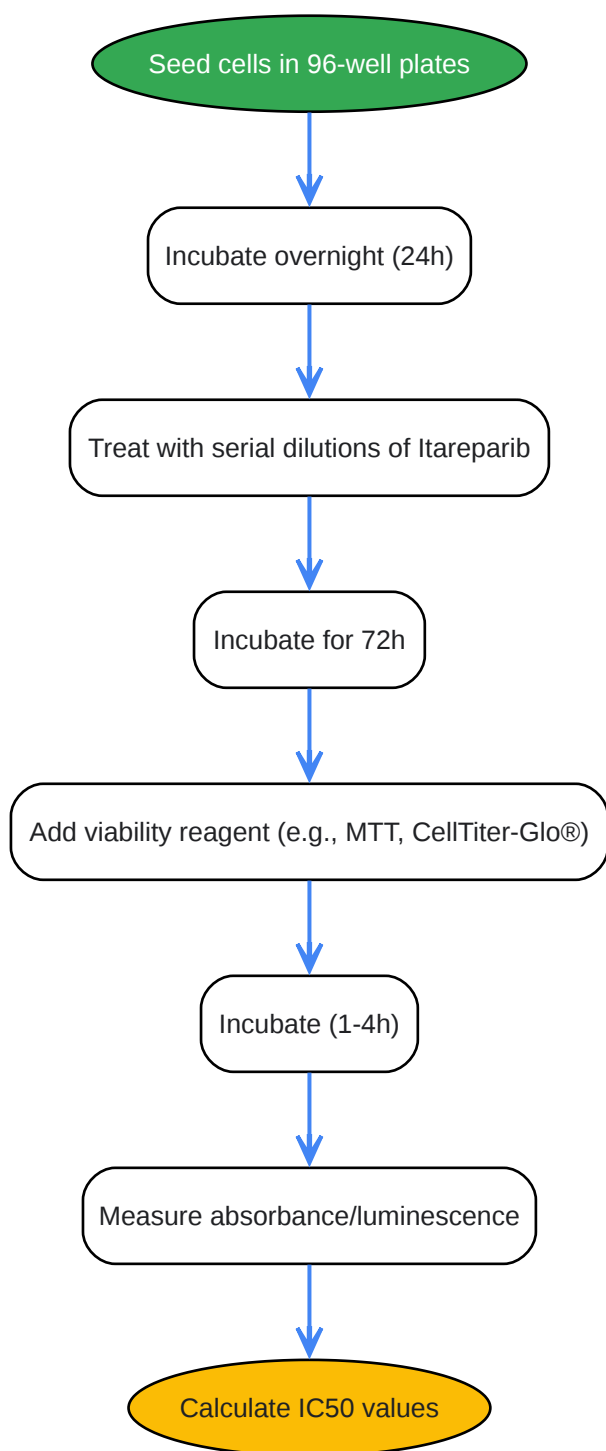 Seed cells in 96-well plates
Incubate overnight (24h)
Treat with serial dilutions of Itareparib
Incubate for 72h
Add viability reagent (e.g., MTT, CellTiter-Glo®)
Incubate (1-4h)
Measure absorbance/luminescence
Calculate IC50 values